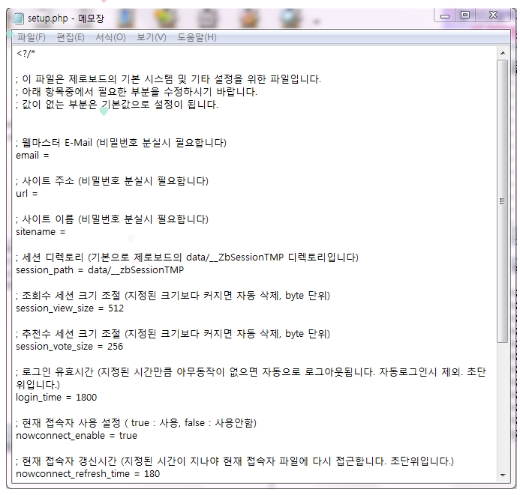 setup.php - 메모장
파일(F) 편집(E) 서식(O) 보기(V) 도움말(H)
<?/*
; 이 파일은 제로보드의 기본 시스템 및 기타 설정을 위한 파일입니다.
; 아래 항목중에서 필요한 부분을 수정하시기 바랍니다.
; 값이 없는 부분은 기본값으로 설정이 됩니다.
; 웹마스터 E-Mail (비밀번호 분실시 필요합니다)
email =
; 사이트 주소 (비밀번호 분실시 필요합니다)
url =
; 사이트 이름 (비밀번호 분실시 필요합니다)
sitename =
; 세션 디렉토리 (기본으로 제로보드의 data/__ZbSessionTMP 디렉토리입니다)
session_path = data/__zbSessionTMP
; 조회수 세션 크기 조절 (지정된 크기보다 커지면 자동 삭제, byte 단위)
session_view_size = 512
; 추천수 세션 크기 조절 (지정된 크기보다 커지면 자동 삭제, byte 단위)
session_vote_size = 256
; 로그인 유효시간 (지정된 시간만큼 아무동작이 없으면 자동으로 로그아웃됩니다. 자동로그인시 제외. 초단
위입니다.)
login_time = 1800
; 현재 접속자 사용 설정 ( true : 사용, false : 사용안함)
nowconnect_enable = true
; 현재 접속자 갱신시간 (지정된 시간이 지나야 현재 접속자 파일에 다시 접근합니다. 초단위입니다.)
nowconnect_refresh_time = 180